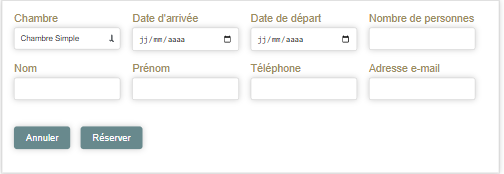 Chambre Date d'arrivée Date de départ Nombre de personnes
Chambre Simple jj/mm/aaaa jj/mm/aaaa
Nom Prénom Téléphone Adresse e-mail
Annuler Réserver